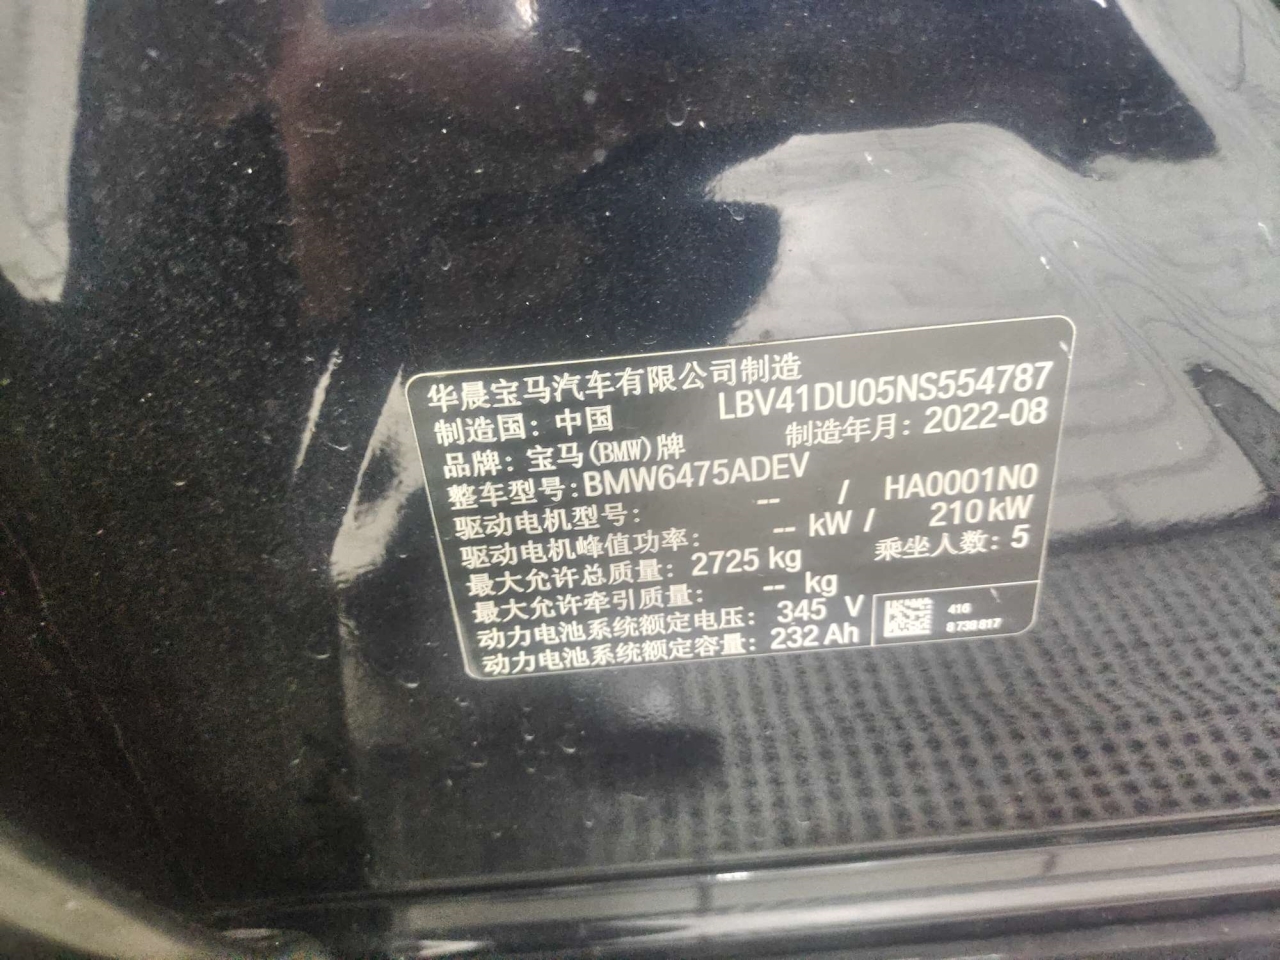 华晨宝马汽车有限公司制造
LBV41DU05NS554787
制造国: 中国
制造年月: 2022-08
品牌: 宝马(BMW)牌
整车型号: BMW6475ADEV
驱动电机型号: -- / HA0001N0
驱动电机峰值功率: -- kW / 210 kW
最大允许总质量: 2725 kg 乘坐人数: 5
最大允许牵引质量: -- kg
动力电池系统额定电压: 345 V
动力电池系统额定容量: 232 Ah
416
8 738 817